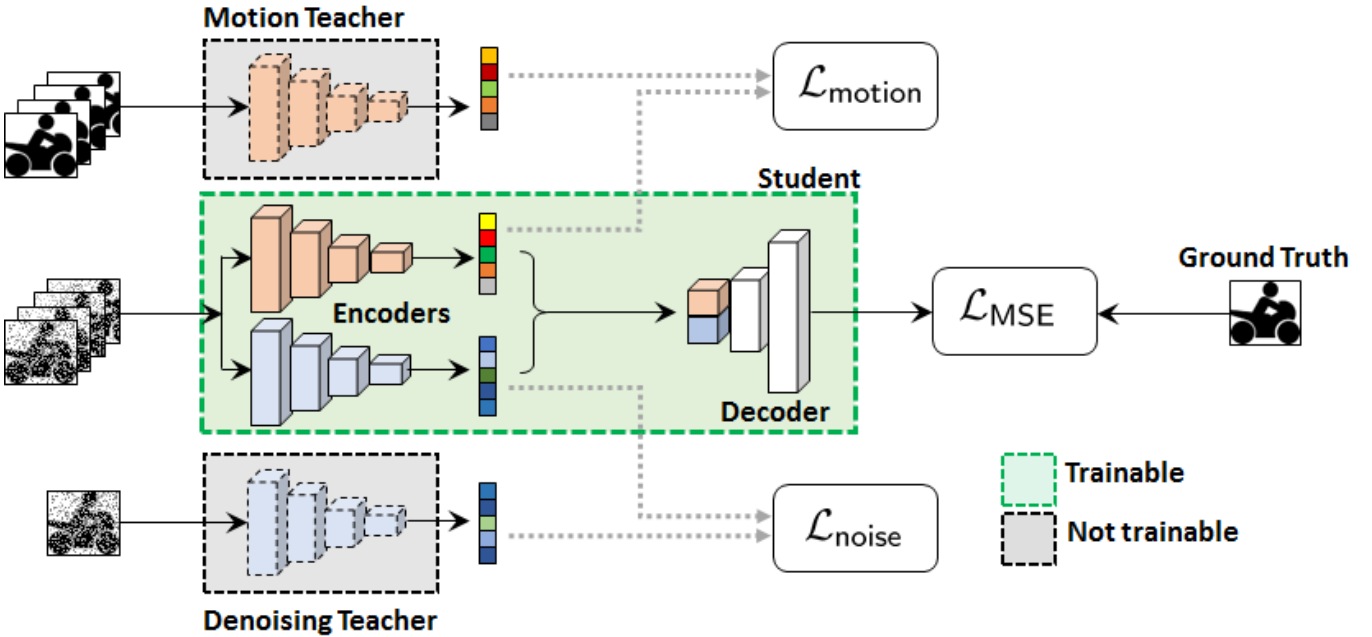 Motion Teacher
ℒmotion
Student
Encoders
Decoder
ℒMSE
Ground Truth
ℒnoise
Trainable
Not trainable
Denoising Teacher